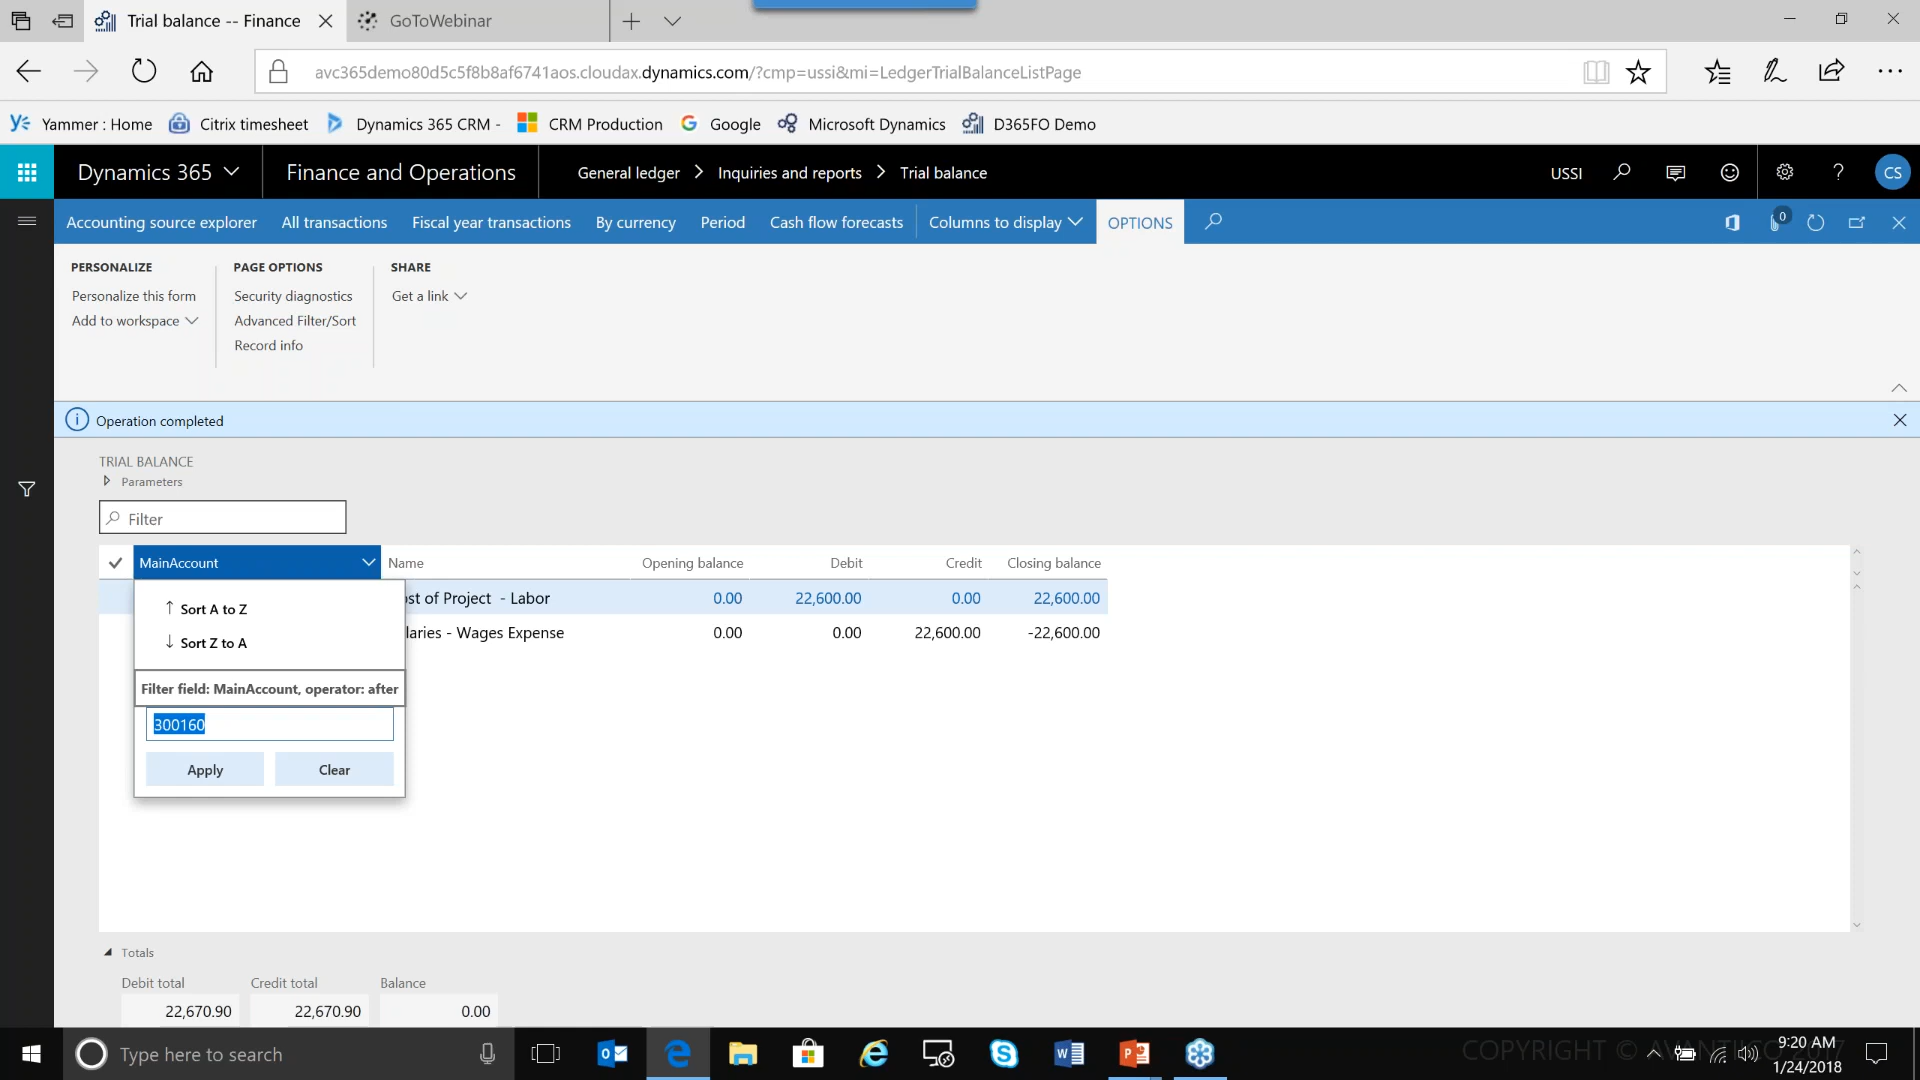 Trial balance -- Finance
GoToWebinar
avc365demo80d5c5f8b8af6741aos.cloudax.dynamics.com/?cmp=ussi&mi=LedgerTrialBalanceListPage
Yammer : Home
Citrix timesheet
Dynamics 365 CRM -
CRM Production
Google
Microsoft Dynamics
D365FO Demo
Dynamics 365
Finance and Operations
General ledger
Inquiries and reports
Trial balance
USSI
?
CS
Accounting source explorer
All transactions
Fiscal year transactions
By currency
Period
Cash flow forecasts
Columns to display
OPTIONS
0
PERSONALIZE
PAGE OPTIONS
SHARE
Personalize this form
Security diagnostics
Get a link
Add to workspace
Advanced Filter/Sort
Record info
Operation completed
TRIAL BALANCE
Parameters
Filter
MainAccount
Name
Opening balance
Debit
Credit
Closing balance
ost of Project - Labor
0.00
22,600.00
0.00
22,600.00
laries - Wages Expense
0.00
0.00
22,600.00
-22,600.00
Sort A to Z
Sort Z to A
Filter field: MainAccount, operator: after
300160
Apply
Clear
Totals
Debit total
Credit total
Balance
22,670.90
22,670.90
0.00
Type here to search
COPYRIGHT © AVANTIICO 2017
9:20 AM
1/24/2018